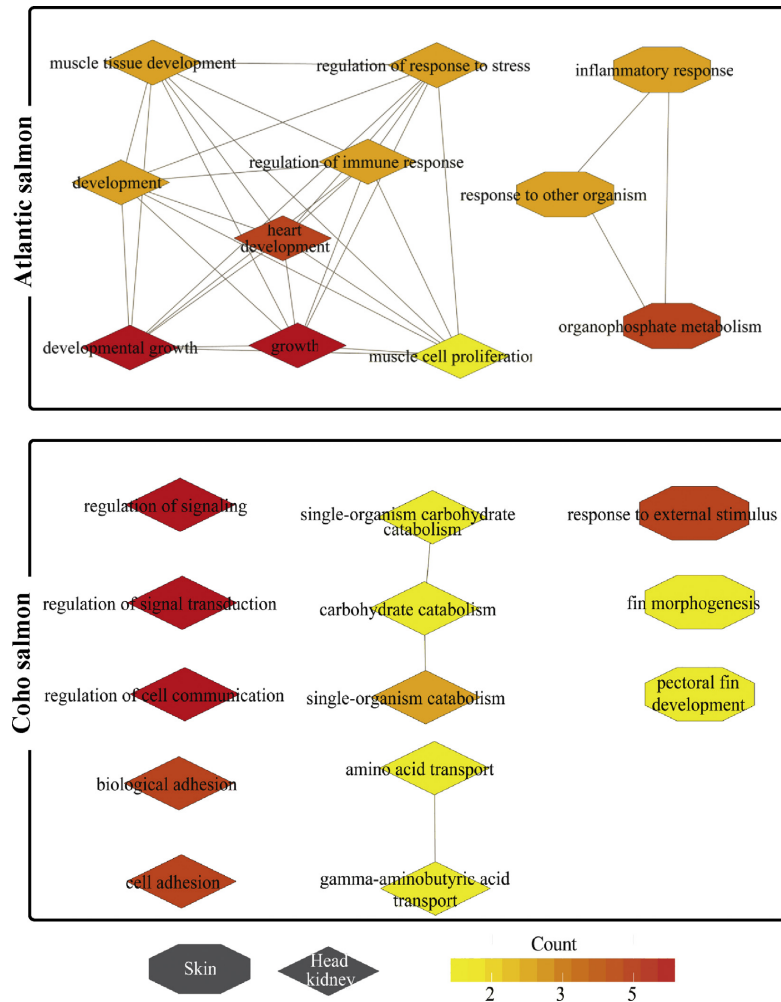 Atlantic salmon
muscle tissue development
regulation of response to stress
inflammatory response
development
regulation of immune response
response to other organism
heart
development
developmental growth
growth
muscle cell proliferation
organophosphate metabolism
Coho salmon
regulation of signaling
single-organism carbohydrate
catabolism
response to external stimulus
regulation of signal transduction
carbohydrate catabolism
fin morphogenesis
regulation of cell communication
single-organism catabolism
pectoral fin
development
biological adhesion
amino acid transport
cell adhesion
gamma-aminobutyric acid
transport
Skin
Head
kidney
Count
2 3 5